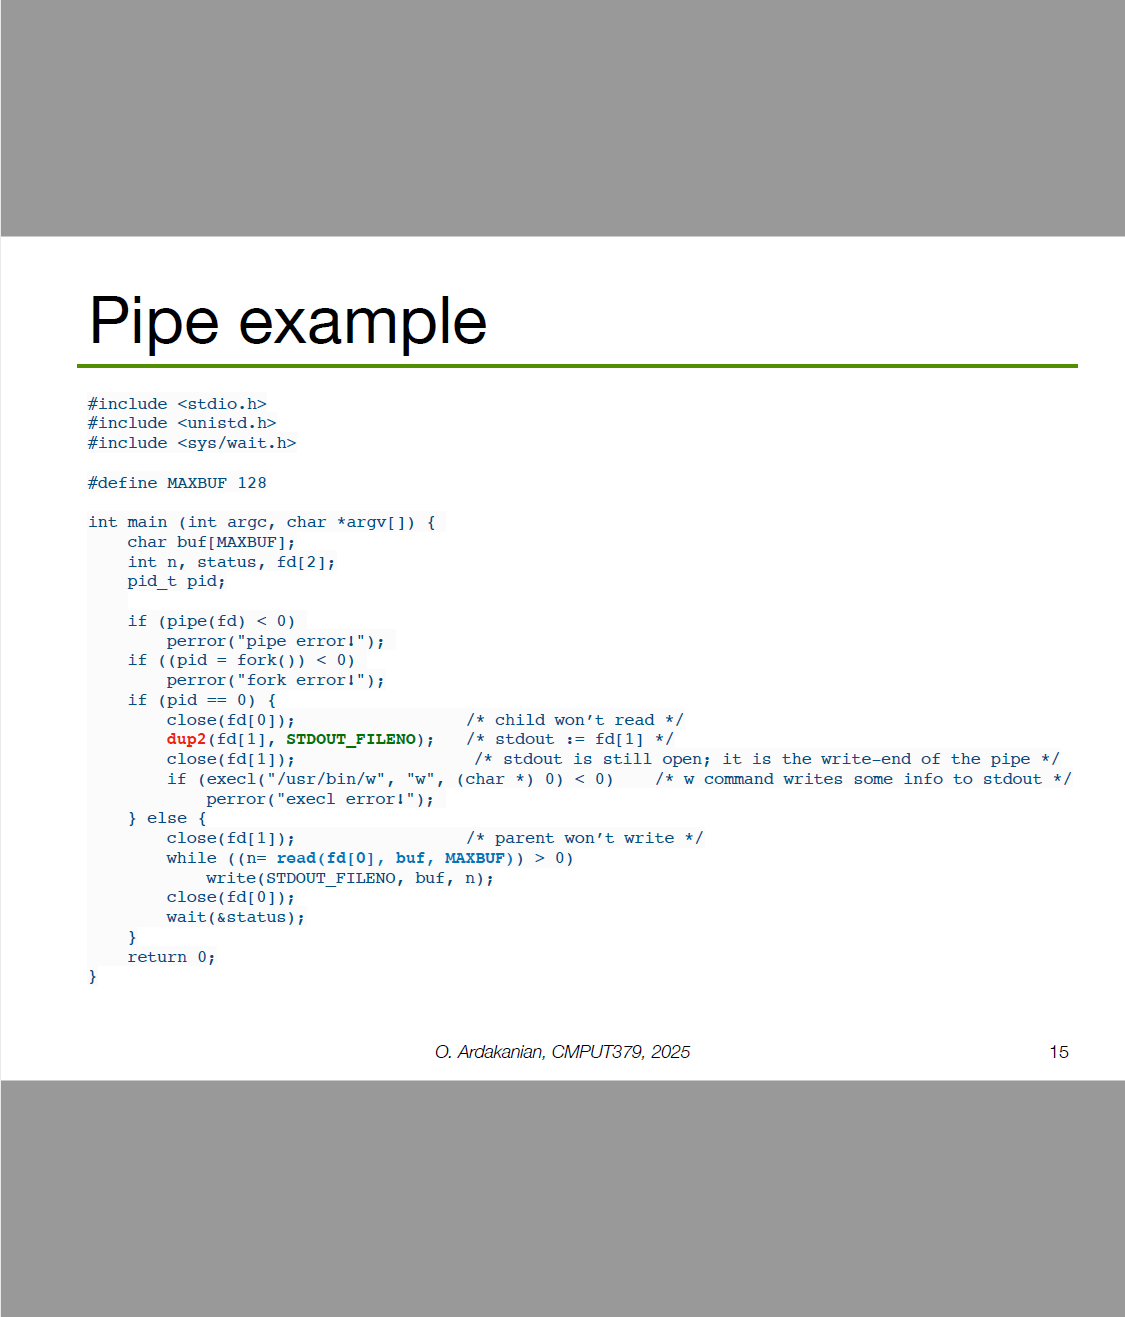 Pipe example
#include <stdio.h>
#include <unistd.h>
#include <sys/wait.h>
#define MAXBUF 128
int main (int argc, char *argv[]) {
    char buf[MAXBUF];
    int n, status, fd[2];
    pid_t pid;
    if (pipe(fd) < 0)
        perror("pipe error!");
    if ((pid = fork()) < 0)
        perror("fork error!");
    if (pid == 0) {
        close(fd[0]);                 /* child won’t read */
        dup2(fd[1], STDOUT_FILENO);   /* stdout := fd[1] */
        close(fd[1]);                  /* stdout is still open; it is the write-end of the pipe */
        if (execl("/usr/bin/w", "w", (char *) 0) < 0)    /* w command writes some info to stdout */
            perror("execl error!");
    } else {
        close(fd[1]);                 /* parent won’t write */
        while ((n= read(fd[0], buf, MAXBUF)) > 0)
            write(STDOUT_FILENO, buf, n);
        close(fd[0]);
        wait(&status);
    }
    return 0;
}
O. Ardakanian, CMPUT379, 2025
15